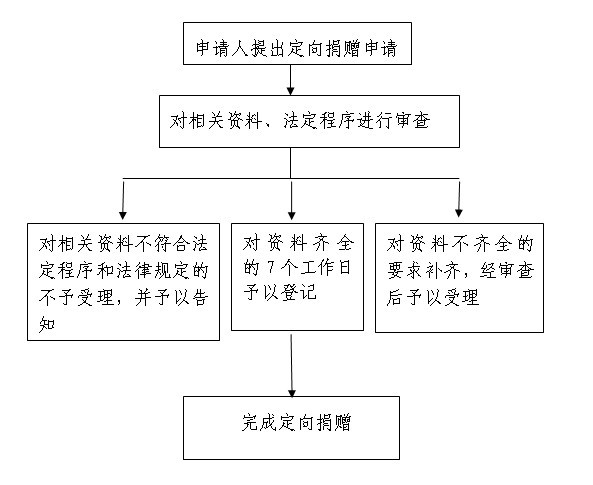 申请人提出定向捐赠申请
对相关资料、法定程序进行审查
对相关资料不符合法
定程序和法律规定的
不予受理，并予以告
知
对资料齐全
的7个工作日
予以登记
对资料不齐全的
要求补齐，经审查
后予以受理
完成定向捐赠